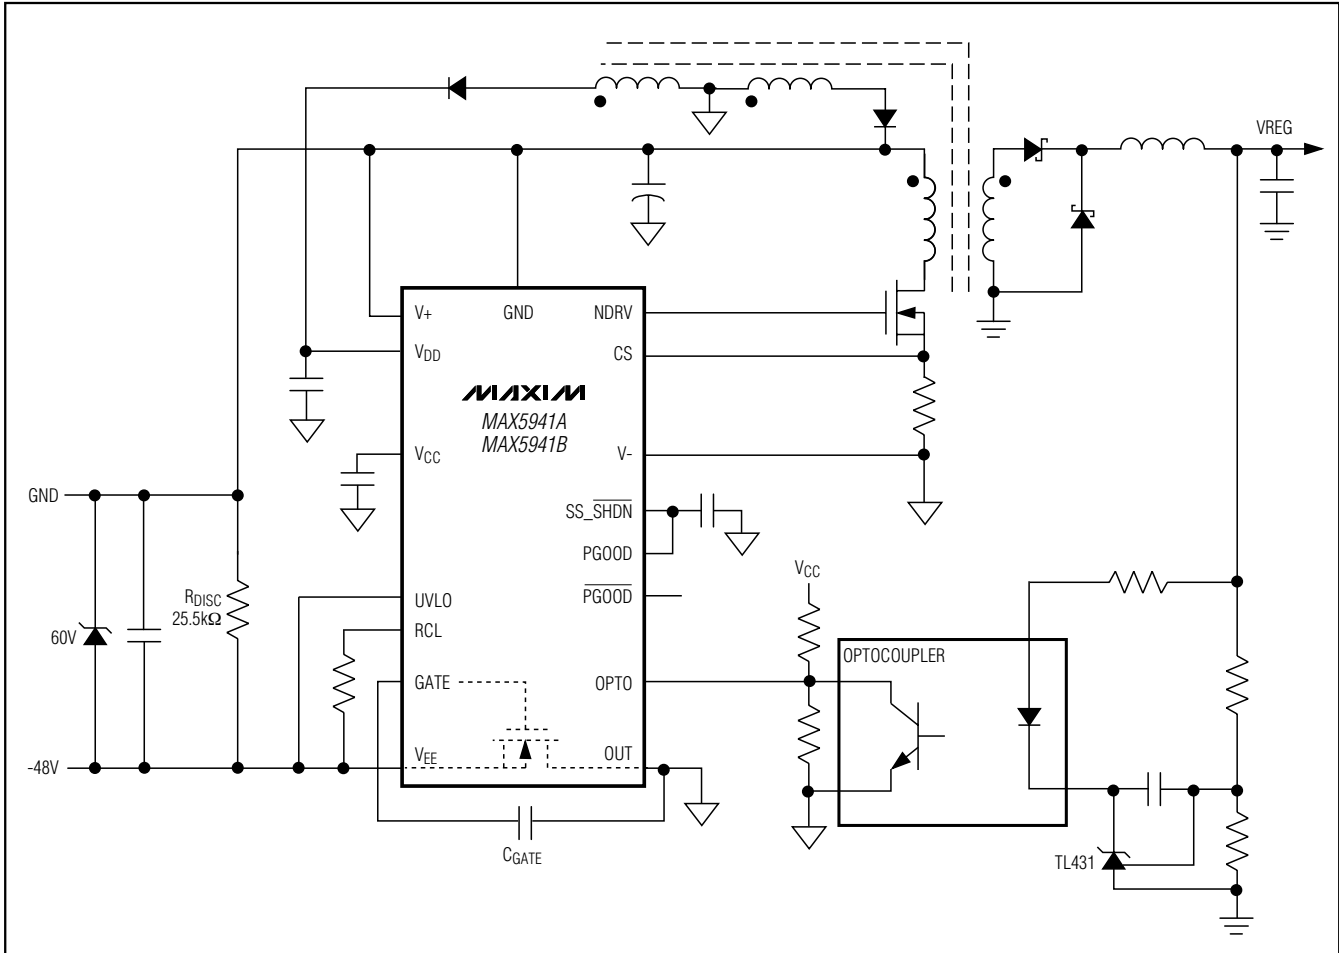 VREG
V+
GND
NDRV
VDD
CS
MAXIM
MAX5941A
MAX5941B
VCC
V-
GND
SS_SHDN
PGOOD
PGOOD
VCC
RDISC
25.5kΩ
60V
UVLO
RCL
GATE
OPTO
OPTOCOUPLER
VEE
OUT
-48V
CGATE
TL431